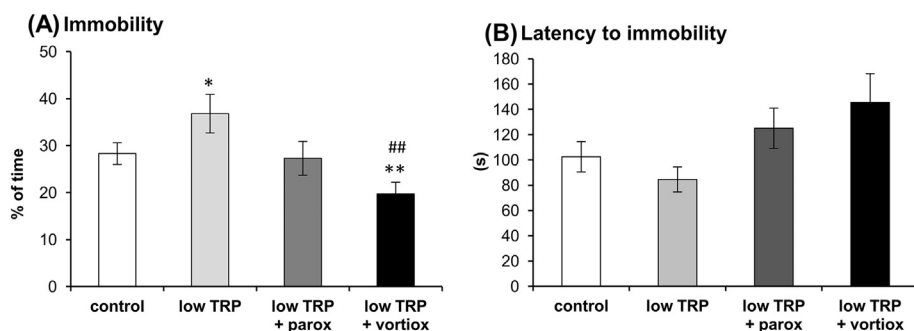 (A) Immobility
50
40
30
20
10
0
% of time
*
##
**
control
low TRP
low TRP
+ parox
low TRP
+ vortiox
(B) Latency to immobility
180
160
140
120
100
80
60
40
20
0
(s)
control
low TRP
low TRP
+ parox
low TRP
+ vortiox